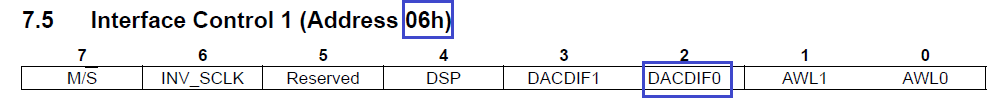 7.5 Interface Control 1 (Address 06h)
7 6 5 4 3 2 1 0
M/S̅ INV_SCLK Reserved DSP DACDIF1 DACDIF0 AWL1 AWL0